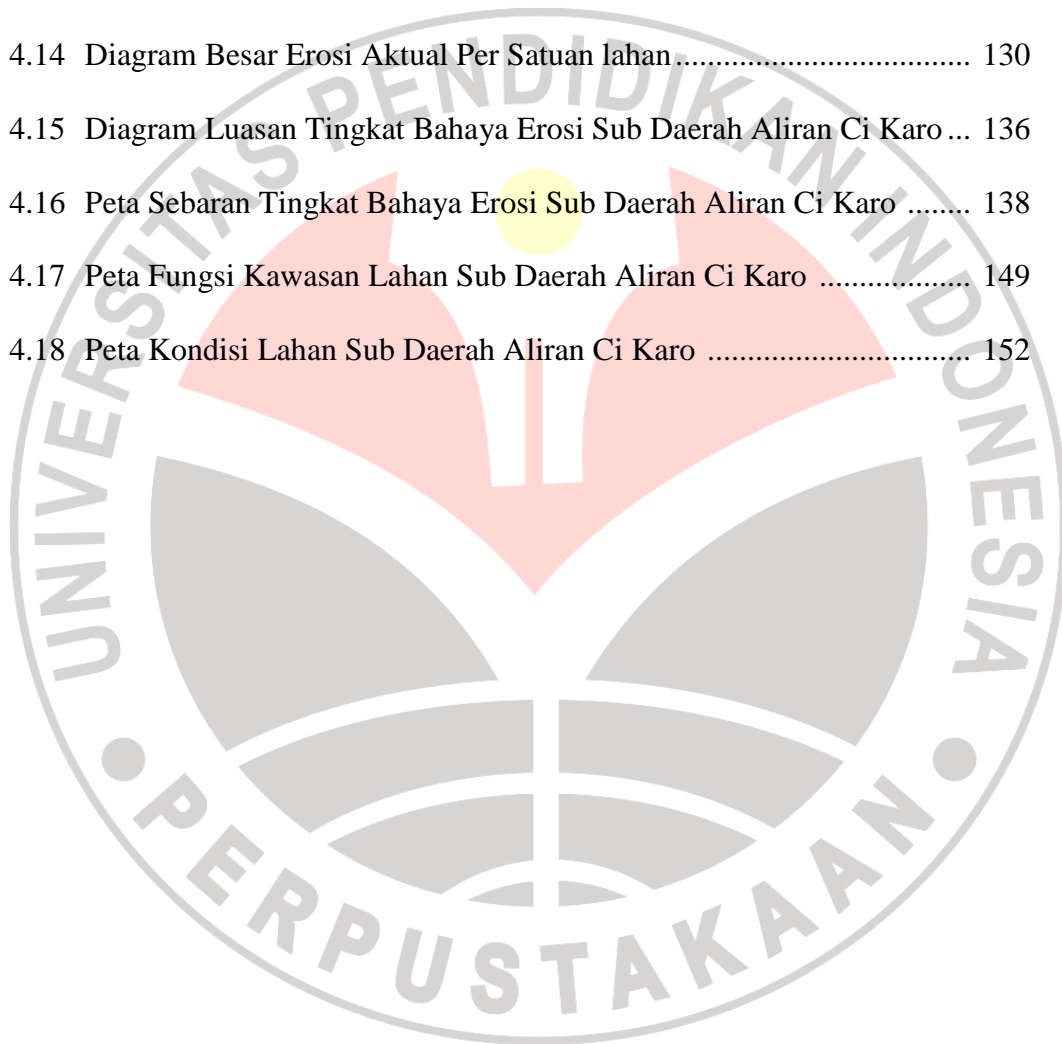 4.14 Diagram Besar Erosi Aktual Per Satuan lahan.................................... 130
4.15 Diagram Luasan Tingkat Bahaya Erosi Sub Daerah Aliran Ci Karo ... 136
4.16 Peta Sebaran Tingkat Bahaya Erosi Sub Daerah Aliran Ci Karo ........ 138
4.17 Peta Fungsi Kawasan Lahan Sub Daerah Aliran Ci Karo ................... 149
4.18 Peta Kondisi Lahan Sub Daerah Aliran Ci Karo ................................. 152
UNIVERSITAS PENDIDIKAN INDONESIA
PERPUSTAKAAN